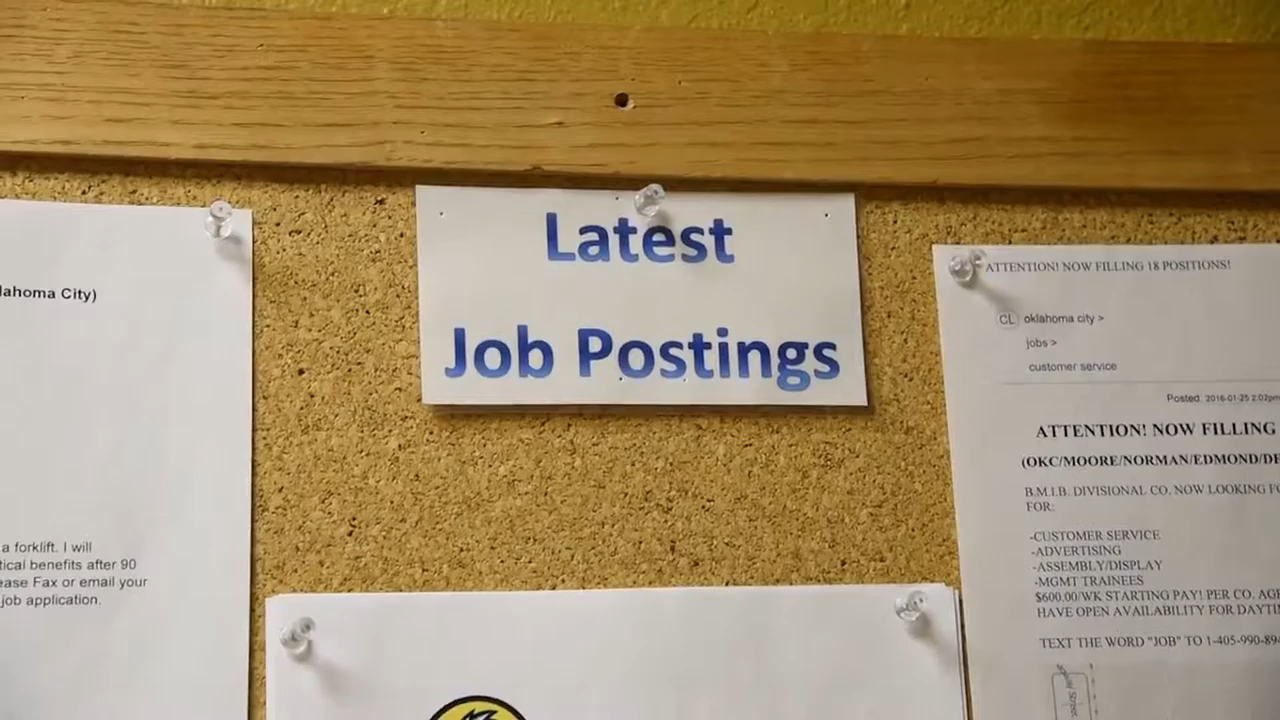 Latest
Job Postings
lahoma City)
a forklift. I will
tical benefits after 90
ease Fax or email your
job application.
ATTENTION! NOW FILLING 18 POSITIONS!
CL oklahoma city >
jobs >
customer service
Posted: 2016-01-25 2:02pm
ATTENTION! NOW FILLING
(OKC/MOORE/NORMAN/EDMOND/DE
B.M.I.B. DIVISIONAL CO. NOW LOOKING FO
FOR:
-CUSTOMER SERVICE
-ADVERTISING
-ASSEMBLY/DISPLAY
-MGMT TRAINEES
$600.00/WK STARTING PAY! PER CO. AGE
HAVE OPEN AVAILABILITY FOR DAYTI
TEXT THE WORD "JOB" TO 1-405-990-894